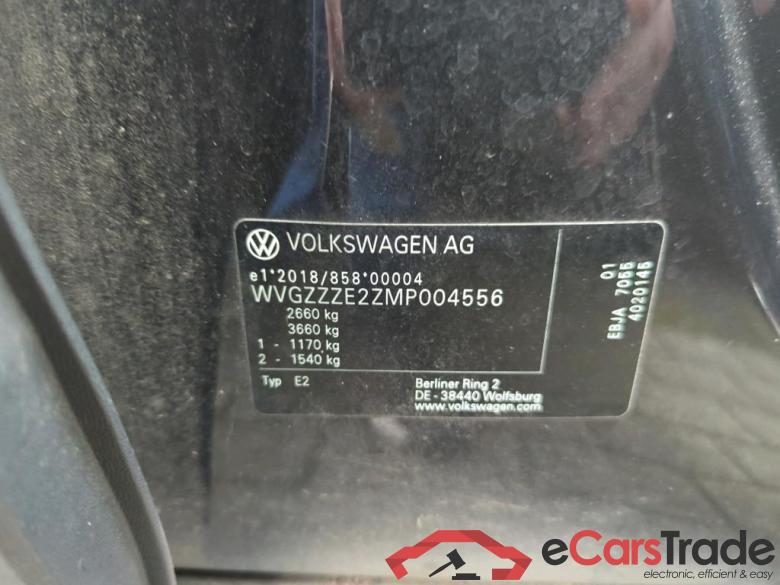 VOLKSWAGEN AG
e1*2018/858*00004
WVGZZZE2ZMP004556
2660 kg
3660 kg
1 - 1170 kg
2 - 1540 kg
Typ E2
Berliner Ring 2
DE - 38440 Wolfsburg
www.volkswagen.com
01
EBJA 7055
4020145
eCarsTrade
electronic, efficient & easy